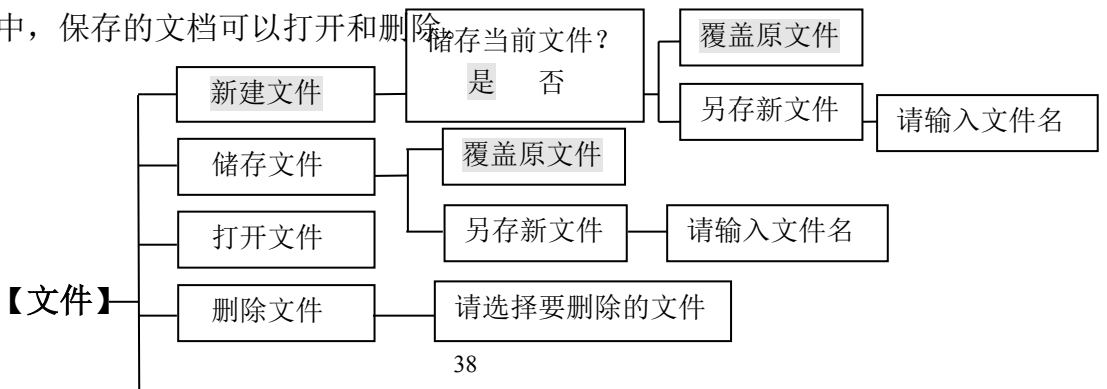 中，保存的文档可以打开和删除。
储存当前文件？
是 否
覆盖原文件
另存新文件
请输入文件名
新建文件
储存文件
覆盖原文件
另存新文件
请输入文件名
打开文件
【文件】
删除文件
请选择要删除的文件
38